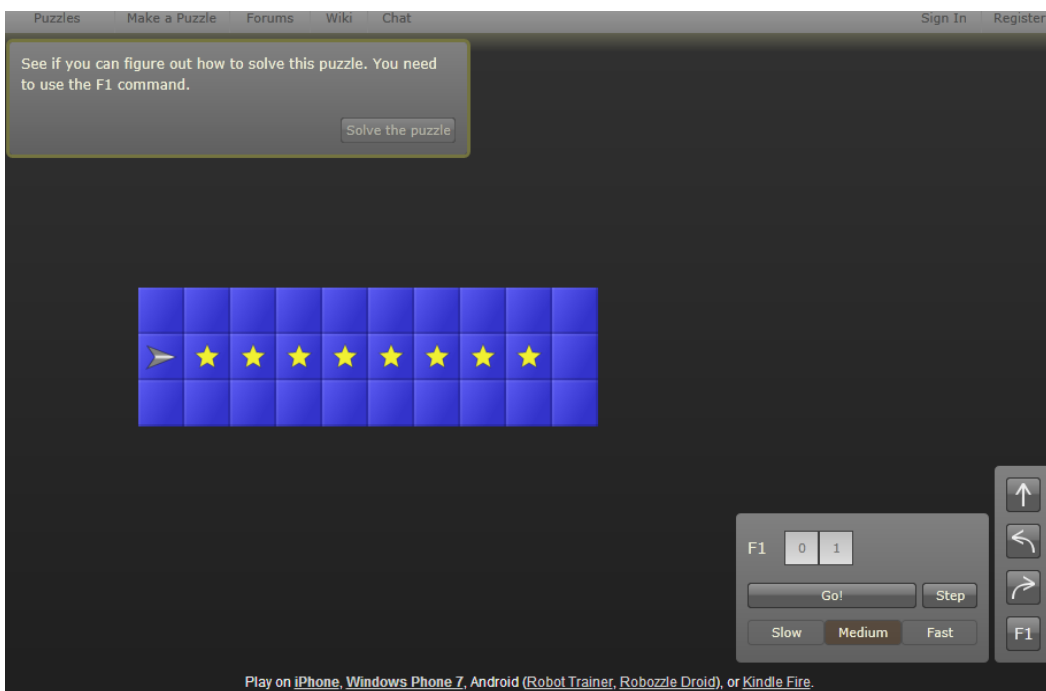 Puzzles Make a Puzzle Forums Wiki Chat Sign In Register
See if you can figure out how to solve this puzzle. You need
to use the F1 command.
Solve the puzzle
F1 0 1
Go! Step
Slow Medium Fast
F1
Play on iPhone, Windows Phone 7, Android (Robot Trainer, Robozzle Droid), or Kindle Fire.